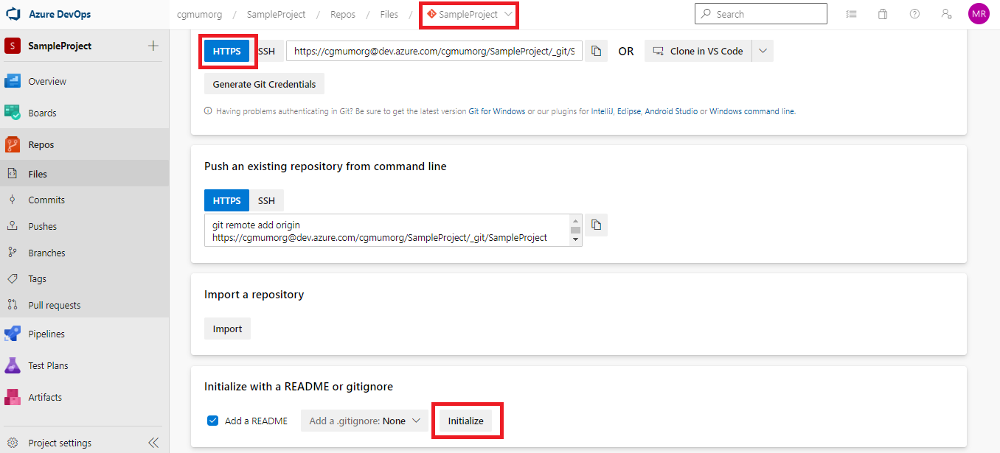 Azure DevOps
cgmumorg / SampleProject / Repos / Files / SampleProject
Search
MR
S SampleProject
Overview
Boards
Repos
Files
Commits
Pushes
Branches
Tags
Pull requests
Pipelines
Test Plans
Artifacts
Project settings
HTTPS SSH https://cgmumorg@dev.azure.com/cgmumorg/SampleProject/_git/S OR Clone in VS Code
Generate Git Credentials
Having problems authenticating in Git? Be sure to get the latest version Git for Windows or our plugins for IntelliJ, Eclipse, Android Studio or Windows command line.
Push an existing repository from command line
HTTPS SSH
git remote add origin
https://cgmumorg@dev.azure.com/cgmumorg/SampleProject/_git/SampleProject
Import a repository
Import
Initialize with a README or gitignore
Add a README Add a .gitignore: None Initialize